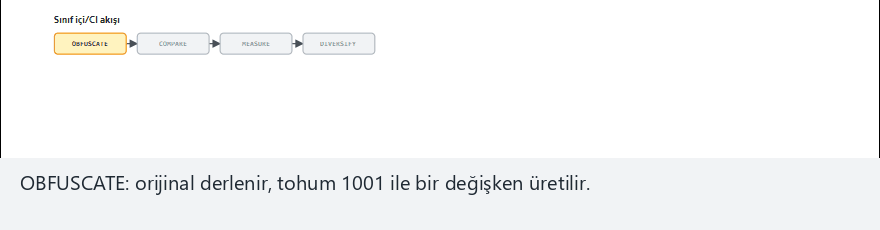 Sınıf içi/CI akışı
OBFUSCATE
COMPARE
MEASURE
DIVERSIFY
OBFUSCATE: orijinal derlenir, tohum 1001 ile bir değişken üretilir.